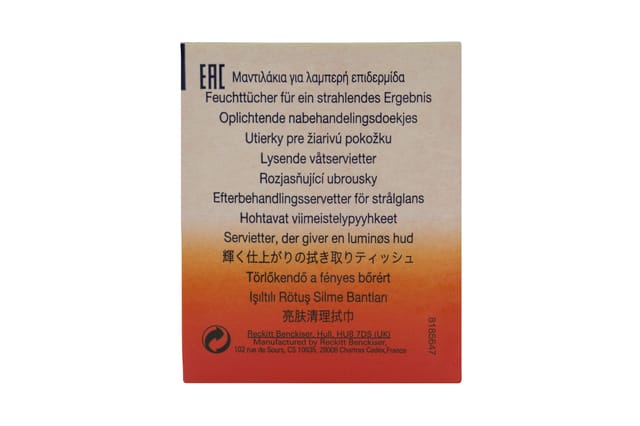 EAC Μαντιλάκια για λαμπερή επιδερμίδα
Feuchttücher für ein strahlendes Ergebnis
Oplichtende nabehandelingsdoekjes
Utierky pre žiarivú pokožku
Lysende våtservietter
Rozjasňující ubrousky
Efterbehandlingsservetter för strålglans
Hohtavat viimeistelypyyhkeet
Servietter, der giver en luminøs hud
輝く仕上がりの拭き取りティッシュ
Törlőkendő a fényes bőrért
Işıltılı Rötuş Silme Bantları
亮肤清理拭巾
Reckitt Benckiser, Hull, HU8 7DS (UK)
Manufactured by Reckitt Benckiser,
102 rue de Sours, CS 10635, 28008 Chartres Cedex,France
8185647